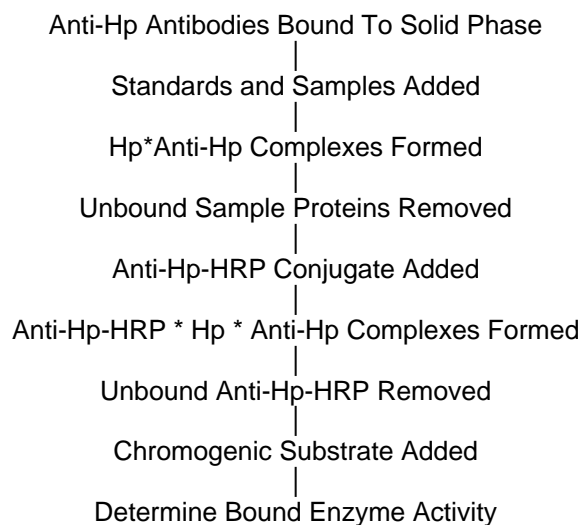 Anti-Hp Antibodies Bound To Solid Phase
Standards and Samples Added
Hp*Anti-Hp Complexes Formed
Unbound Sample Proteins Removed
Anti-Hp-HRP Conjugate Added
Anti-Hp-HRP * Hp * Anti-Hp Complexes Formed
Unbound Anti-Hp-HRP Removed
Chromogenic Substrate Added
Determine Bound Enzyme Activity